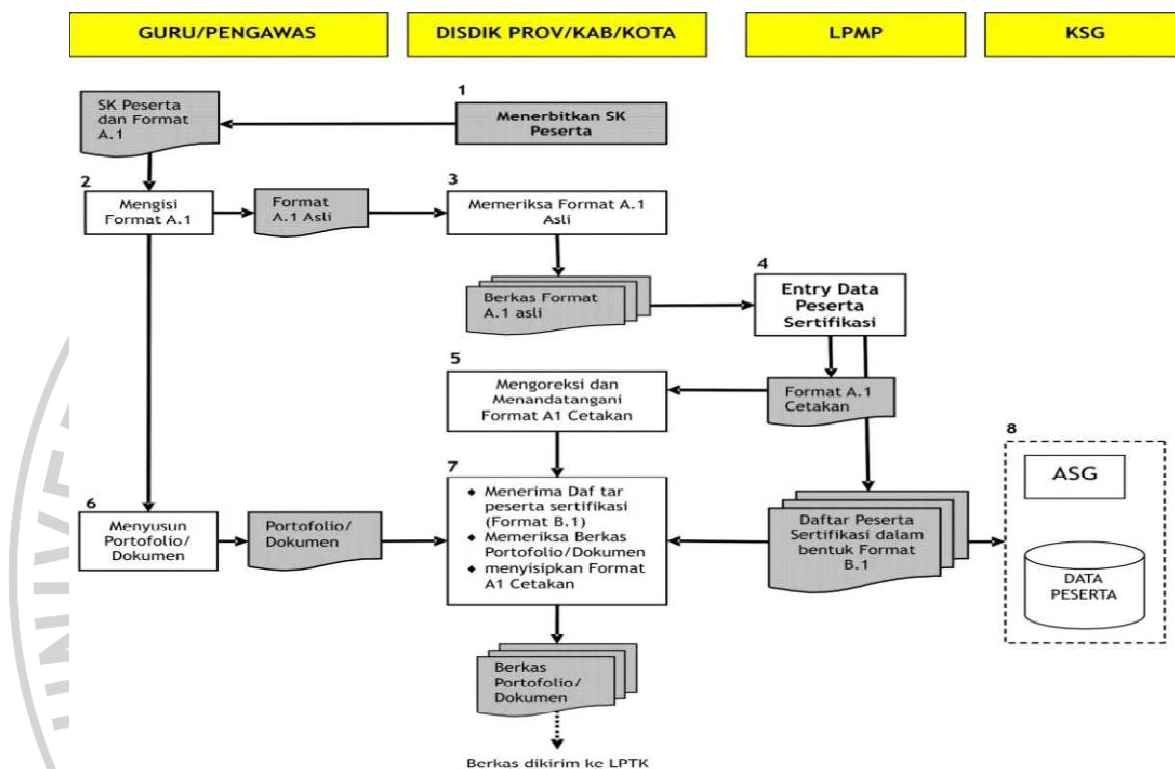 GURU/PENGAWAS
DISDIK PROV/KAB/KOTA
LPMP
KSG
SK Peserta
dan Format
A.1
1
Menerbitkan SK
Peserta
2
Mengisi
Format A.1
Format
A.1 Asli
3
Memeriksa Format A.1
Asli
Berkas Format
A.1 asli
4
Entry Data
Peserta
Sertifikasi
5
Mengoreksi dan
Menandatangani
Format A1 Cetakan
Format A.1
Cetakan
6
Menyusun
Portofolio/
Dokumen
Portofolio/
Dokumen
7
♦ Menerima Daf tar
peserta sertifikasi
(Format B.1)
♦ Memeriksa Berkas
Portofolio/Dokumen
♦ menyisipkan Format
A1 Cetakan
Daftar Peserta
Sertifikasi dalam
bentuk Format
B.1
8
ASG
DATA
PESERTA
Berkas
Portofolio/
Dokumen
Berkas dikirim ke LPTK